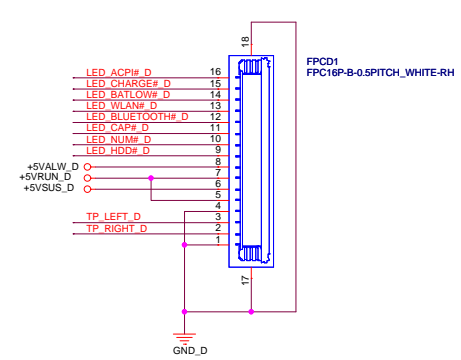 18
FPCD1
FPC16P-B-0.5PITCH_WHITE-RH
LED_ACPI#_D 16
LED_CHARGE#_D 15
LED_BATLOW#_D 14
LED_WLAN#_D 13
LED_BLUETOOTH#_D 12
LED_CAP#_D 11
LED_NUM#_D 10
LED_HDD#_D 9
+5VALW_D 8
+5VRUN_D 7
+5VSUS_D 6
5
4
TP_LEFT_D 3
TP_RIGHT_D 2
1
17
GND_D